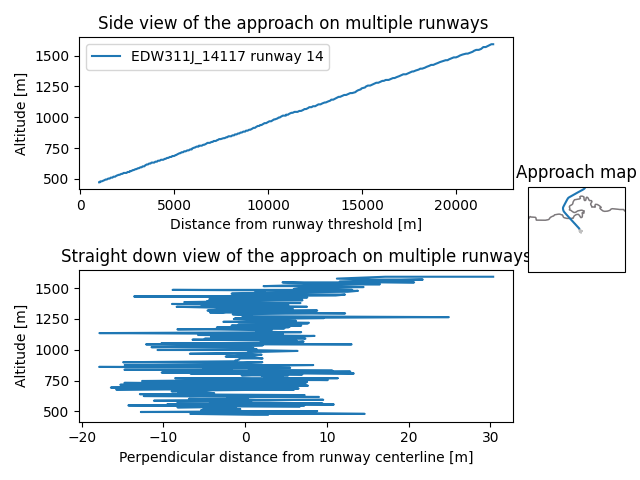 Side view of the approach on multiple runways
Altitude [m]
1500
1250
1000
750
500
EDW311J_14117 runway 14
0
5000
10000
15000
20000
Distance from runway threshold [m]
Approach map
Straight down view of the approach on multiple runways
Altitude [m]
1500
1250
1000
750
500
−20
−10
0
10
20
30
Perpendicular distance from runway centerline [m]